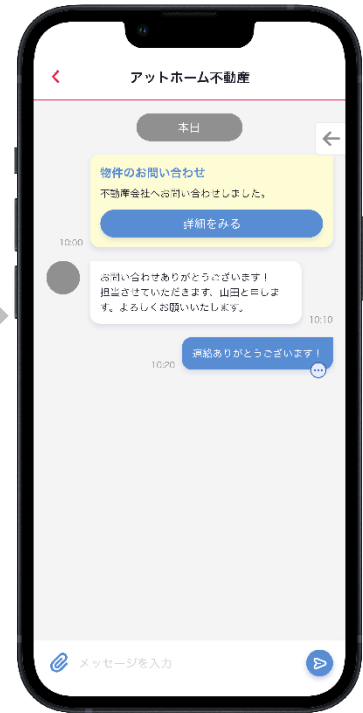 アットホーム不動産
本日
物件のお問い合わせ
不動産会社へお問い合わせしました。
詳細をみる
10:00
お問い合わせありがとうございます！
担当させていただきます、山田と申しま
す。よろしくお願いいたします。
10:10
連絡ありがとうございます！
10:20
メッセージを入力